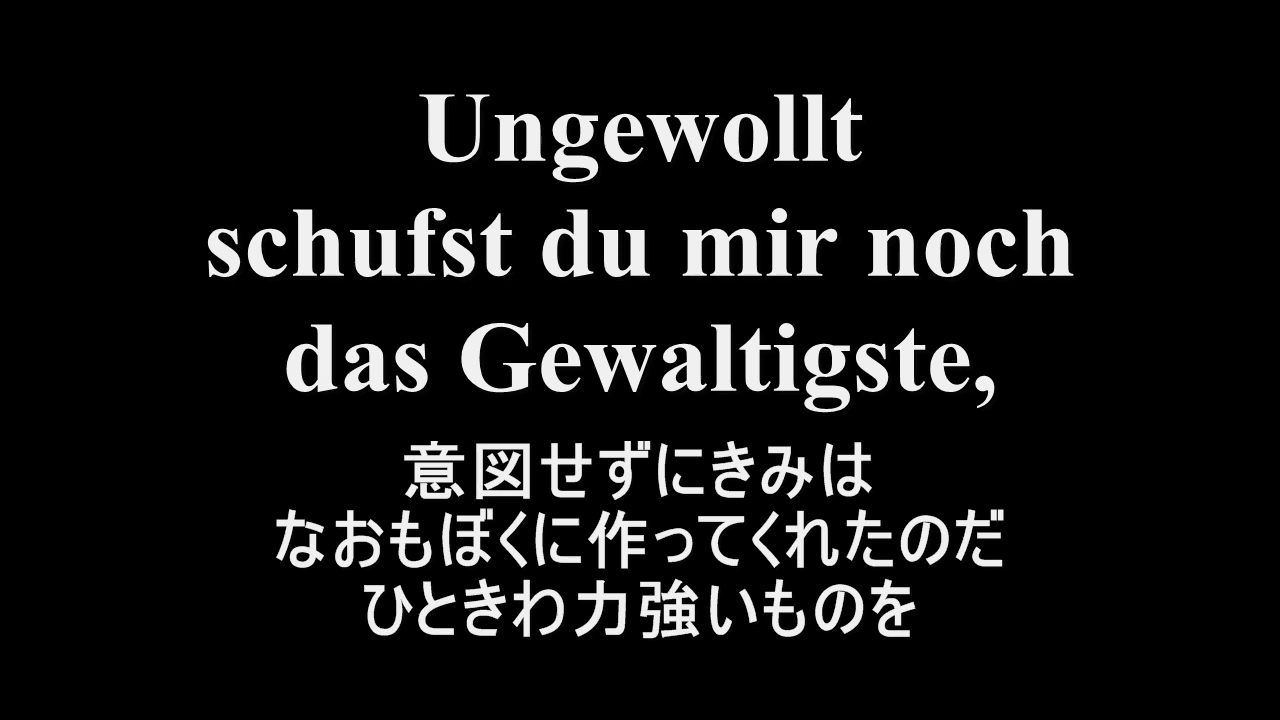 Ungewollt
schufst du mir noch
das Gewaltigste,
意図せずにきみは
なおもぼくに作ってくれたのだ
ひときわ力強いものを